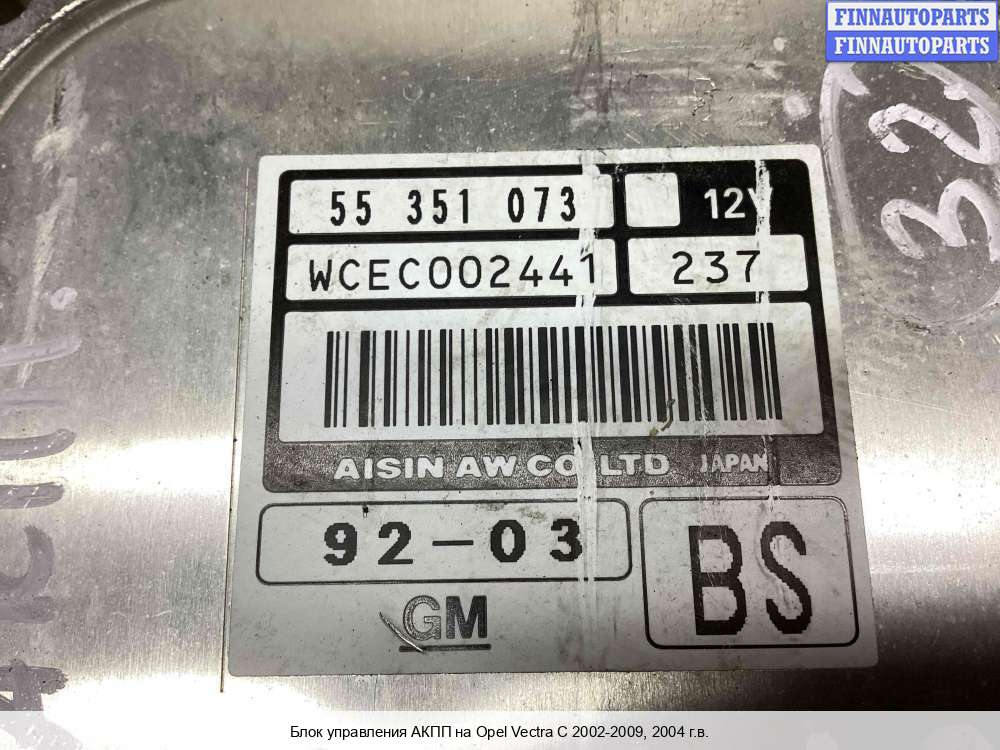 FINNAUTOPARTS
FINNAUTOPARTS
32
55 351 073 12V
WCEC002441 237
AISIN AW CO. LTD JAPAN
92-03
BS
GM
Блок управления АКПП на Opel Vectra C 2002-2009, 2004 г.в.